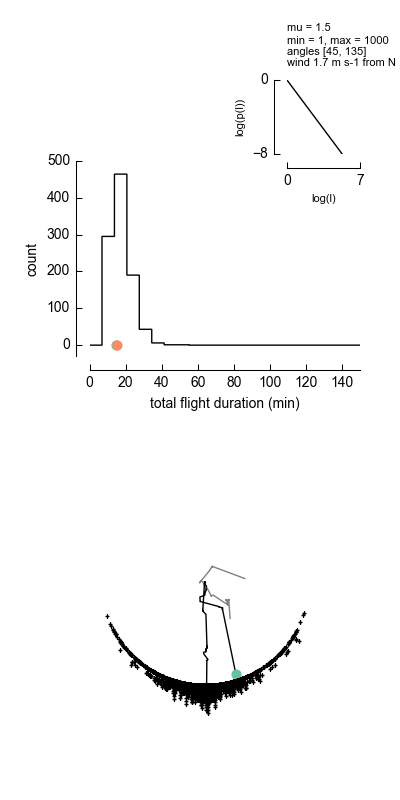 mu = 1.5
min = 1, max = 1000
angles [45, 135]
wind 1.7 m s-1 from N
0
log(p(l))
−8
0 7
log(l)
500
400
300
count
200
100
0
0 20 40 60 80 100 120 140
total flight duration (min)